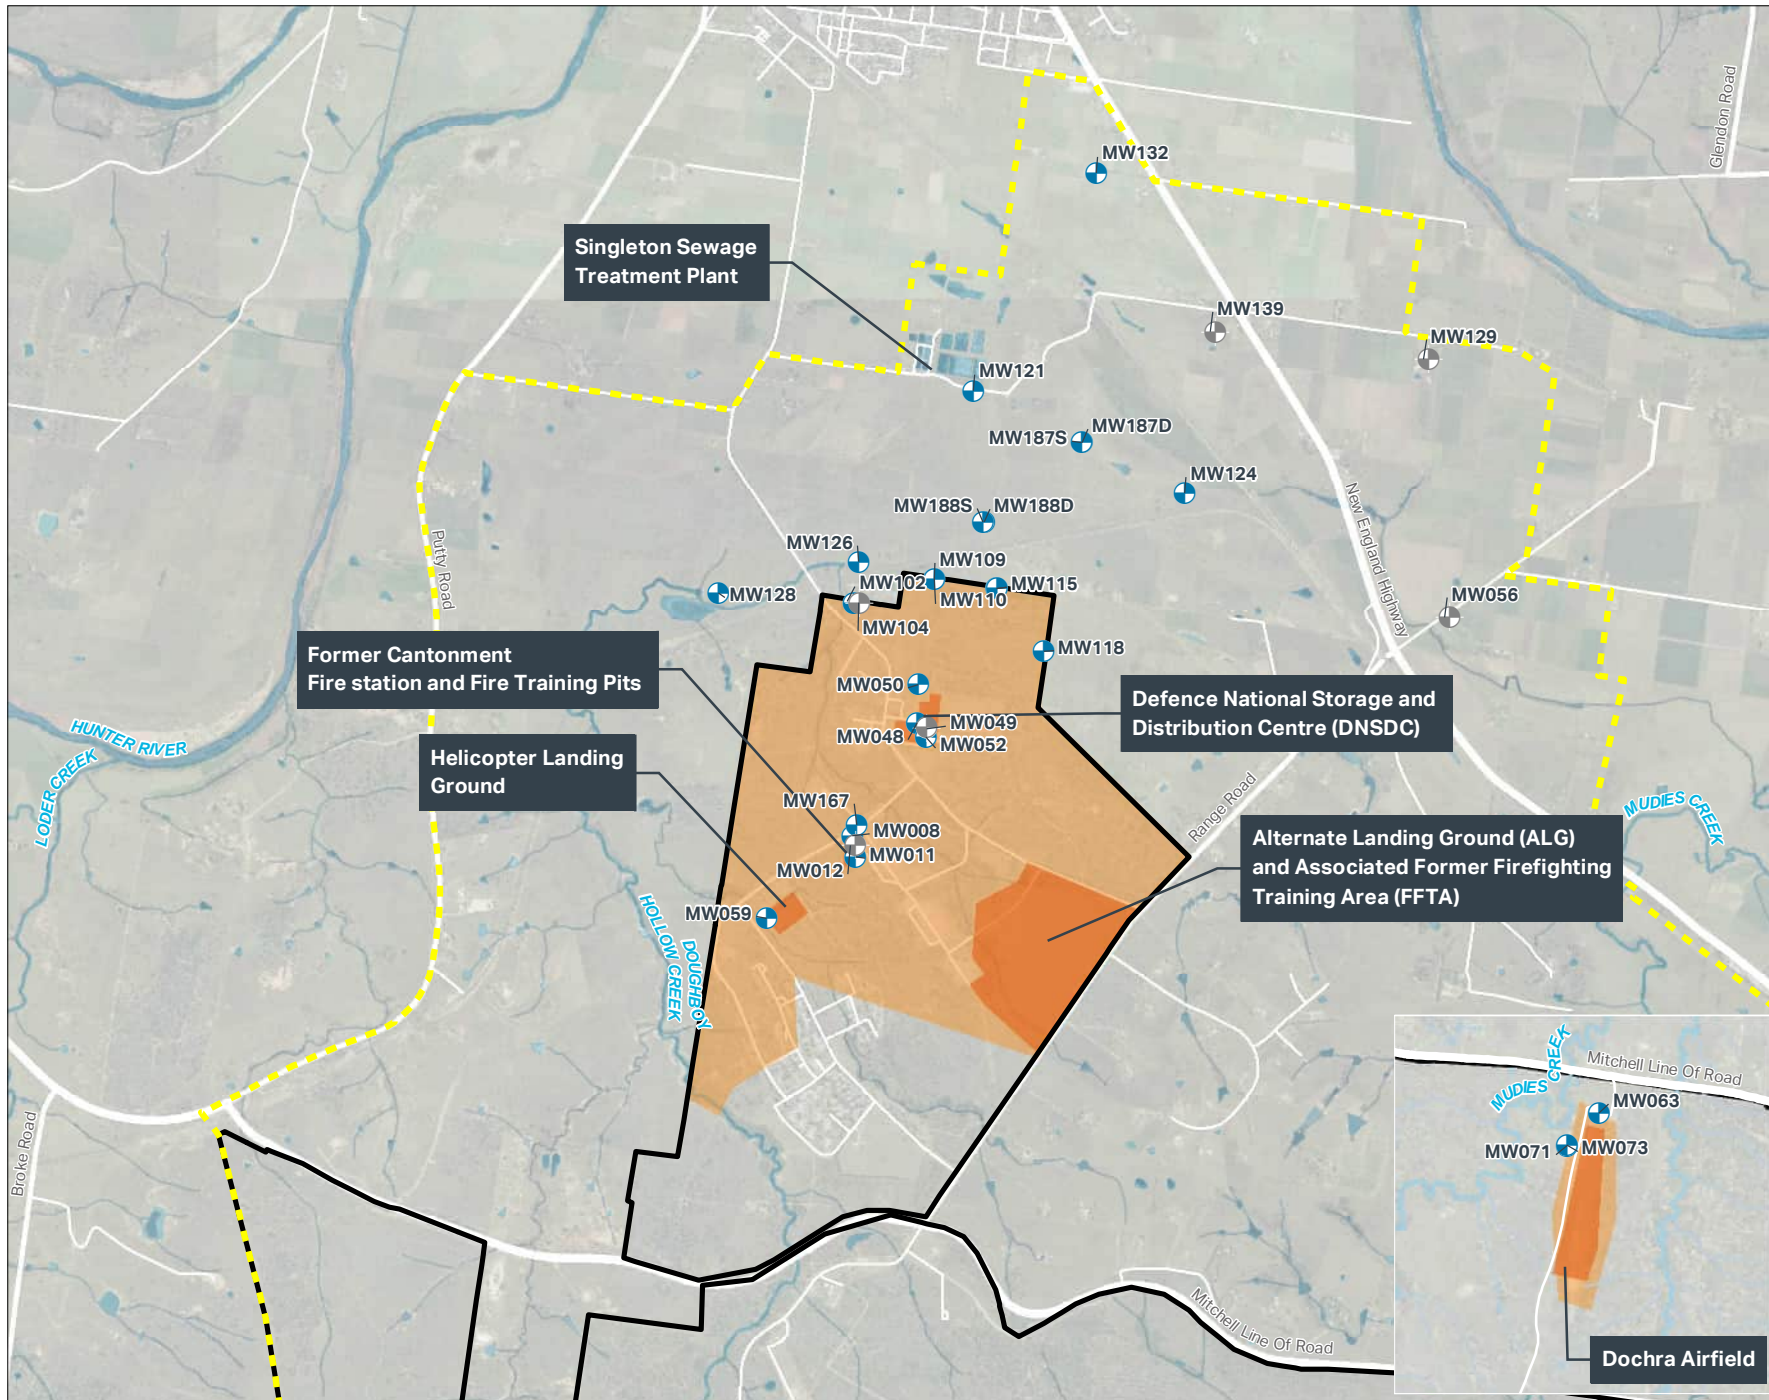 Glendon Road
MW132
Singleton Sewage
Treatment Plant
MW139
MW129
MW121
MW187S
MW187D
MW124
MW188S
MW188D
New England Highway
Putty Road
MW126
MW109
MW102
MW115
MW110
MW128
MW056
MW104
MW118
Former Cantonment
Fire station and Fire Training Pits
MW050
Defence National Storage and
Distribution Centre (DNSDC)
MW049
MW048
MW052
HUNTER RIVER
LODER CREEK
Helicopter Landing
Ground
MW167
MW008
MW011
MW012
Range Road
MUDIES CREEK
Alternate Landing Ground (ALG)
and Associated Former Firefighting
Training Area (FFTA)
MW059
DOUGHBOY
HOLLOW CREEK
Broke Road
Mitchell Line Of Road
MUDIES CREEK
Mitchell Line Of Road
MW063
MW071
MW073
Dochra Airfield